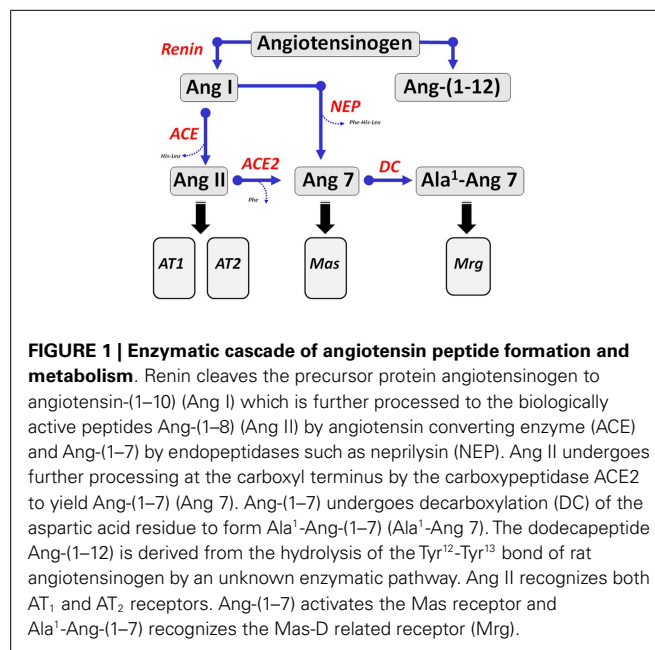 Renin
Angiotensinogen
Ang I
Ang-(1-12)
NEP
Phe-His-Leu
ACE
His-Leu
Ang II
ACE2
Phe
Ang 7
DC
Ala¹-Ang 7
AT1
AT2
Mas
Mrg
FIGURE 1 | Enzymatic cascade of angiotensin peptide formation and
metabolism. Renin cleaves the precursor protein angiotensinogen to
angiotensin-(1–10) (Ang I) which is further processed to the biologically
active peptides Ang-(1–8) (Ang II) by angiotensin converting enzyme (ACE)
and Ang-(1–7) by endopeptidases such as neprilysin (NEP). Ang II undergoes
further processing at the carboxyl terminus by the carboxypeptidase ACE2
to yield Ang-(1–7) (Ang 7). Ang-(1–7) undergoes decarboxylation (DC) of the
aspartic acid residue to form Ala¹-Ang-(1–7) (Ala¹-Ang 7). The dodecapeptide
Ang-(1–12) is derived from the hydrolysis of the Tyr¹²-Tyr¹³ bond of rat
angiotensinogen by an unknown enzymatic pathway. Ang II recognizes both
AT₁ and AT₂ receptors. Ang-(1–7) activates the Mas receptor and
Ala¹-Ang-(1–7) recognizes the Mas-D related receptor (Mrg).